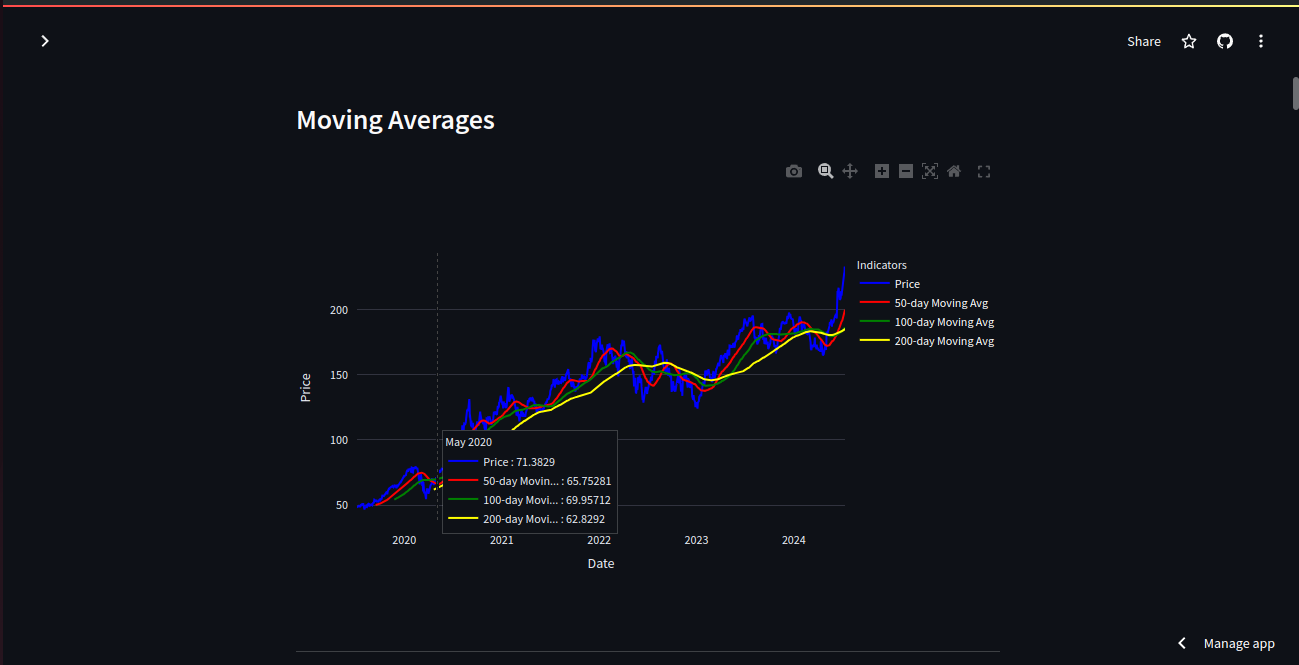 Share
Moving Averages
Indicators
Price
50-day Moving Avg
100-day Moving Avg
200-day Moving Avg
200
150
100
50
Price
May 2020
Price : 71.3829
50-day Movin... : 65.75281
100-day Movi... : 69.95712
200-day Movi... : 62.8292
2020 2021 2022 2023 2024
Date
Manage app